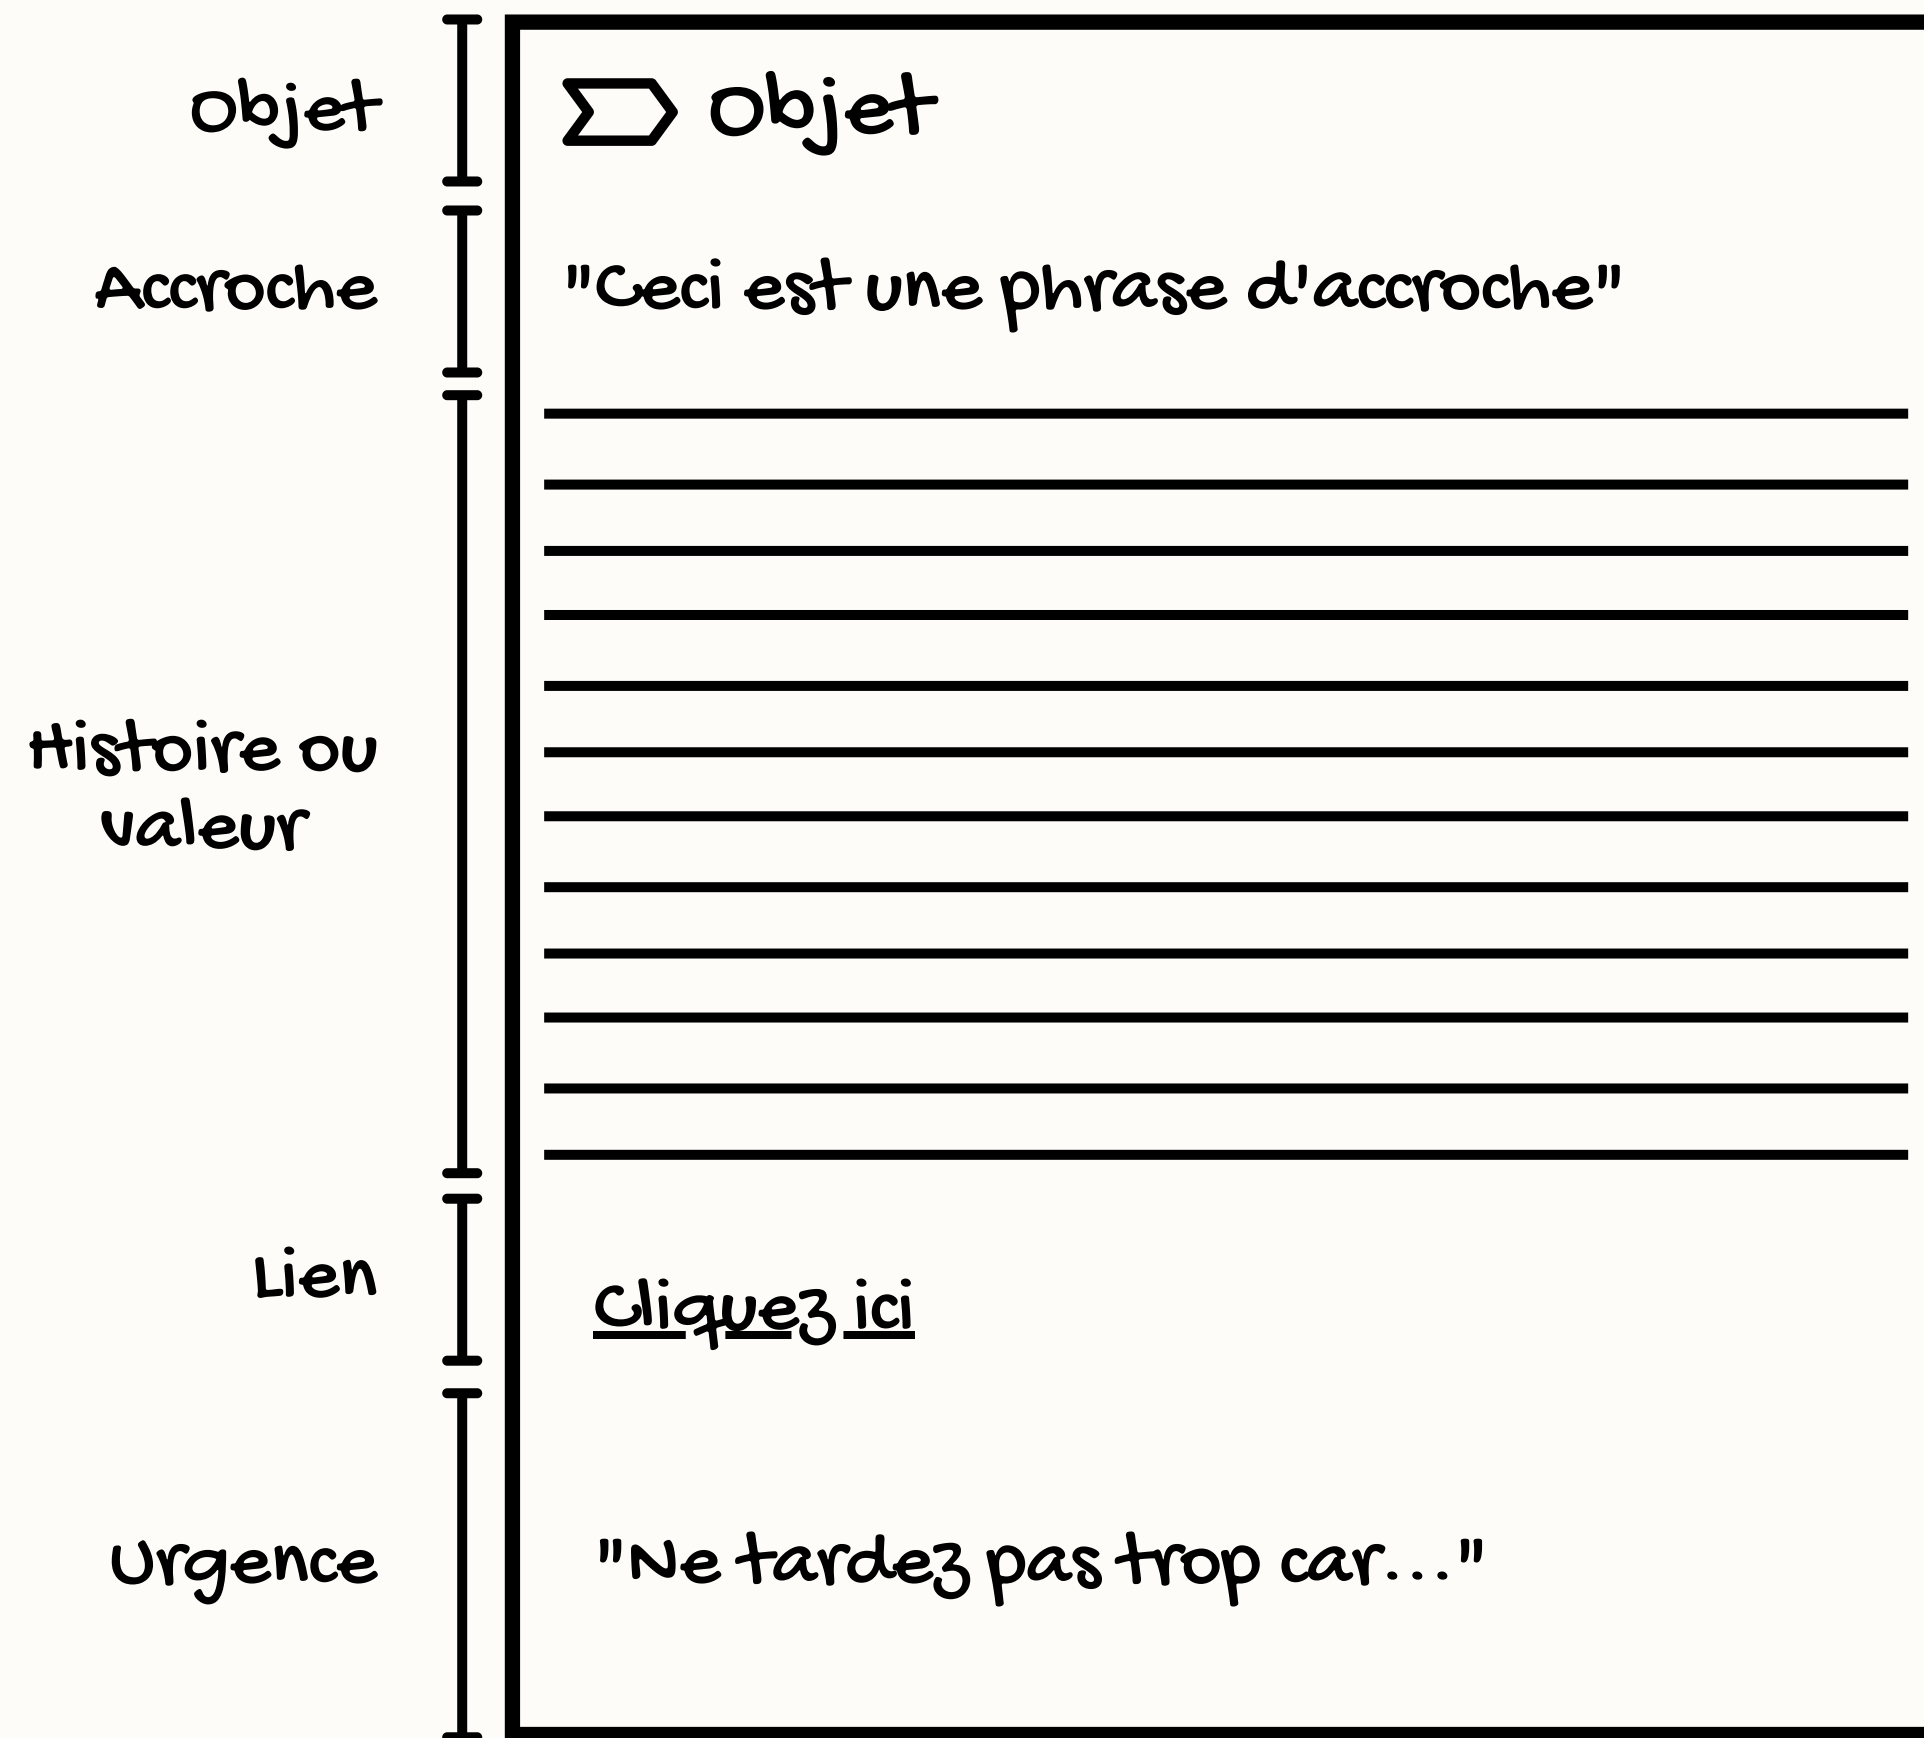 Objet
Objet
Accroche
"Ceci est une phrase d'accroche"
Histoire ou
valeur
Lien
Cliquez ici
Urgence
"Ne tardez pas trop car..."